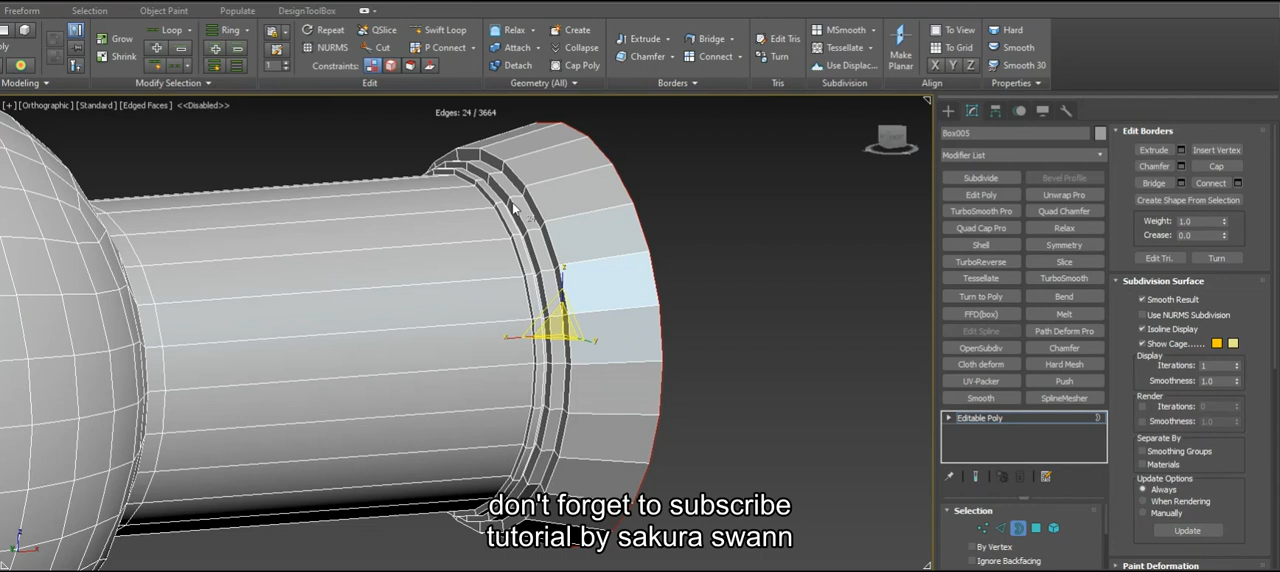 Freeform Selection Object Paint Populate DesignToolBox
Grow Loop Ring Repeat QSlice Swift Loop Relax Create Extrude Bridge Edit Tris MSmooth To View Hard
Shrink NURMS Cut P Connect Attach Collapse Chamfer Connect Turn Tessellate Make Planar To Grid Smooth
1 Constraints: Detach Cap Poly Use Displac... X Y Z Smooth 30
Modeling Modify Selection Edit Geometry (All) Borders Subdivision Align Properties
[+] [Orthographic] [Standard] [Edged Faces] <<Disabled>>
Edges: 24 / 3664
Box005
Modifier List
Subdivide Bevel Profile
Edit Poly Unwrap Pro
TurboSmooth Pro Quad Chamfer
Quad Cap Pro Relax
Shell Symmetry
TurboReverse Slice
Tessellate TurboSmooth
Turn to Poly Bend
FFD(box) Melt
Edit Spline Path Deform Pro
OpenSubdiv Chamfer
Cloth deform Hard Mesh
UV-Packer Push
Smooth SplineMesher
Editable Poly
Selection
By Vertex
Ignore Backfacing
Edit Borders
Extrude Insert Vertex
Chamfer Cap
Bridge Connect
Create Shape From Selection
Weight: 1.0
Crease: 0.0
Edit Tri. Turn
Subdivision Surface
Smooth Result
Use NURMS Subdivision
Isoline Display
Show Cage......
Display
Iterations: 1
Smoothness: 1.0
Render
Iterations: 0
Smoothness: 1.0
Separate By
Smoothing Groups
Materials
Update Options
Always
When Rendering
Manually
Update
Paint Deformation
z
x
y
z
x
don't forget to subscribe
tutorial by sakura swann